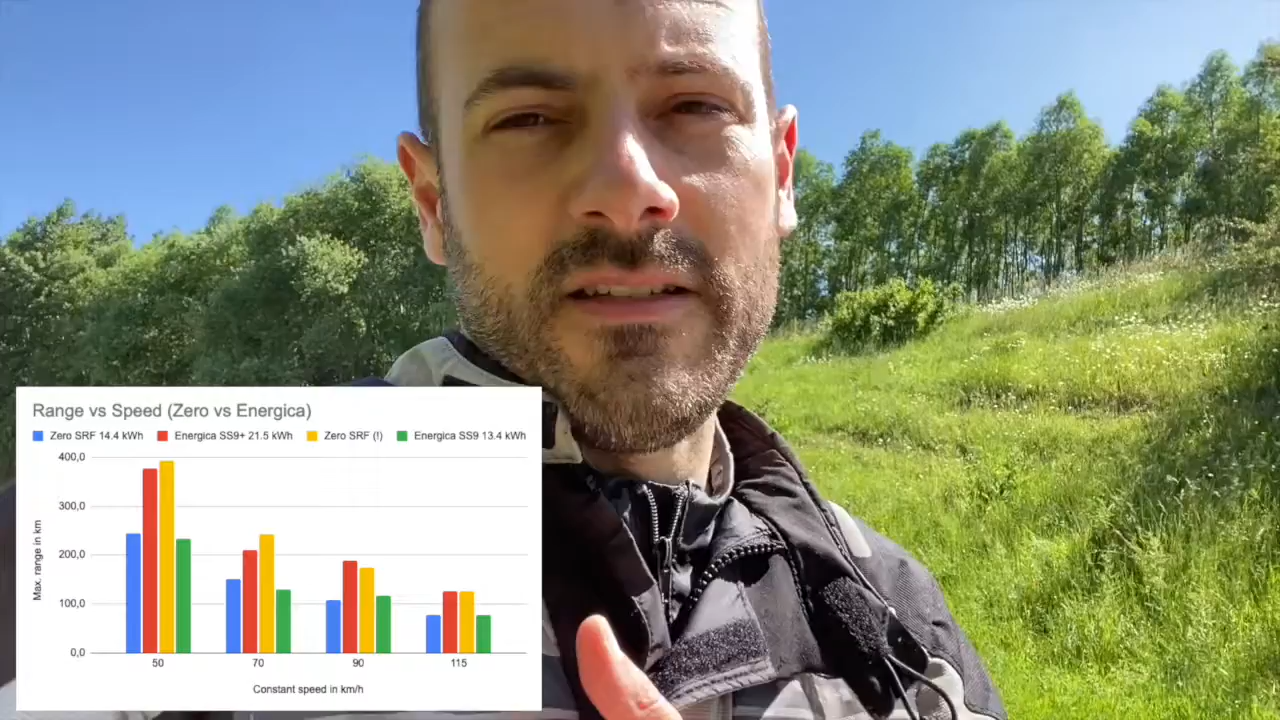 Range vs Speed (Zero vs Energica)
Zero SRF 14.4 kWh Energica SS9+ 21.5 kWh Zero SRF (!) Energica SS9 13.4 kWh
400,0
300,0
200,0
100,0
0,0
Max. range in km
50 70 90 115
Constant speed in km/h